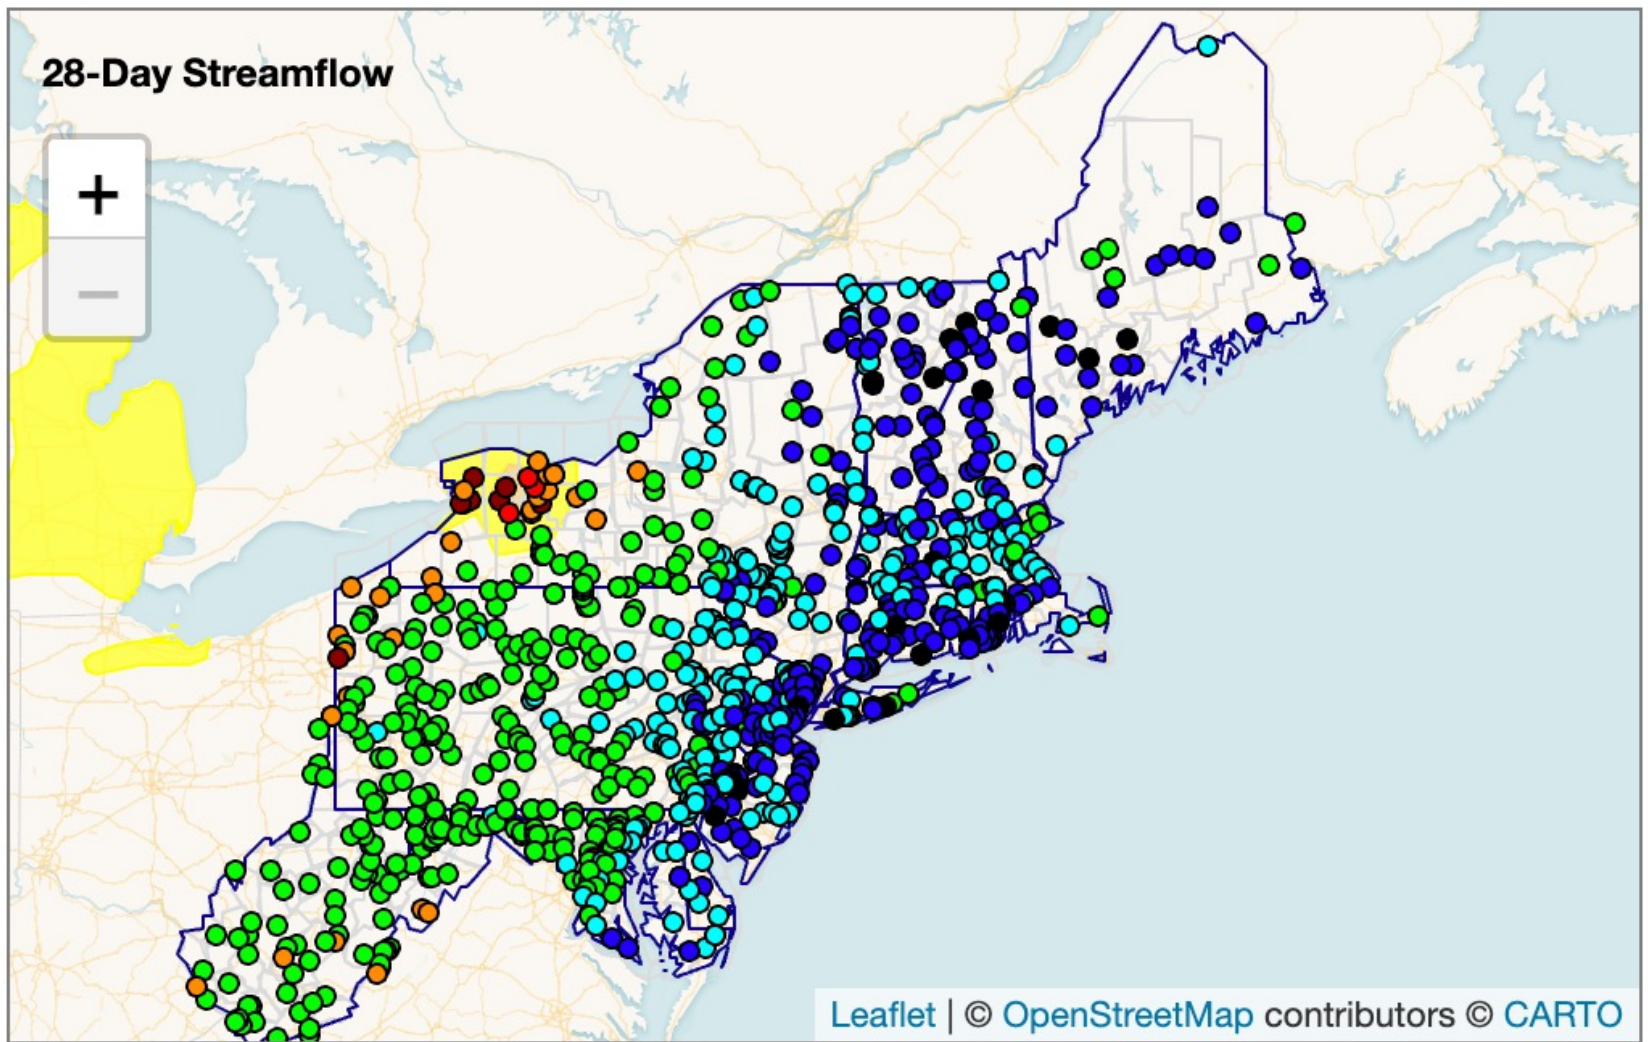 28-Day Streamflow
+
−
Leaflet | © OpenStreetMap contributors © CARTO